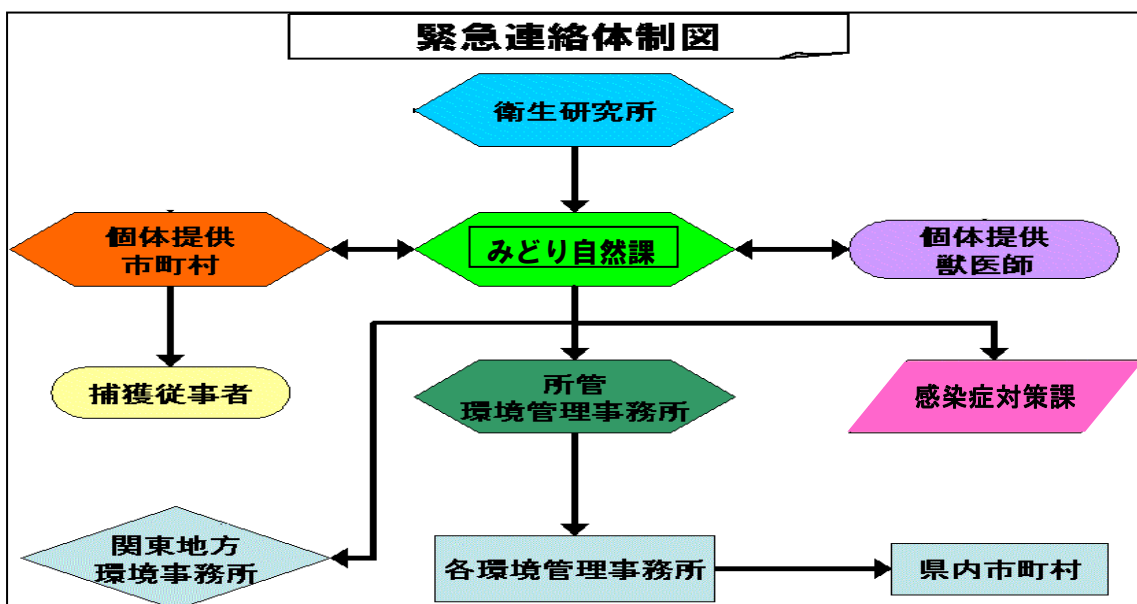 緊急連絡体制図
衛生研究所
個体提供
市町村
みどり自然課
個体提供
獣医師
捕獲従事者
所管
環境管理事務所
感染症対策課
関東地方
環境事務所
各環境管理事務所
県内市町村